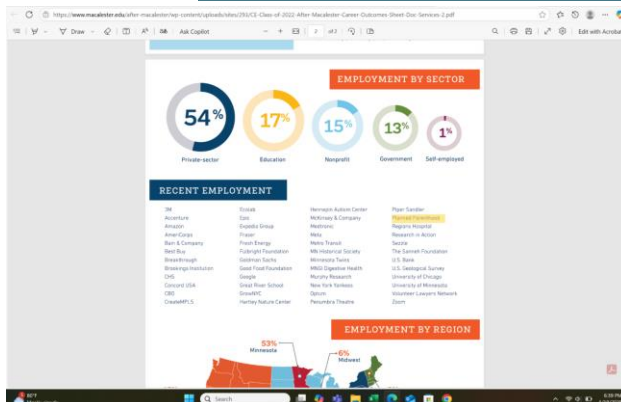 https://www.macalester.edu/after-macalester/wp-content/uploads/sites/293/CE-Class-of-2022-After-Macalester-Career-Outcomes-Sheet-Doc-Services-2.pdf
Draw
Ask Copilot
2 of 2
Edit with Acrobat
EMPLOYMENT BY SECTOR
54%
17%
15%
13%
1%
Private-sector
Education
Nonprofit
Government
Self-employed
RECENT EMPLOYMENT
3M
Accenture
Amazon
AmeriCorps
Bain & Company
Best Buy
Breakthrough
Brookings Institution
CHS
Concord USA
CreateMPLS
Ecolab
Epic
Expedia Group
Fraser
Fresh Energy
Fulbright Foundation
Goldman Sachs
Good Food Foundation
Google
Great River School
GrowNYC
Hartley Nature Center
Hennepin Autism Center
McKinsey & Company
Medtronic
Meta
Metro Transit
MN Historical Society
Minnesota Twins
MNGI Digestive Health
Murphy Research
New York Yankees
Optum
Penumbra Theatre
Piper Sandler
Planned Parenthood
Regions Hospital
Research in Action
Sezzle
The Sanneh Foundation
U.S. Bank
U.S. Geological Survey
University of Chicago
University of Minnesota
Volunteer Lawyers Network
Zoom
EMPLOYMENT BY REGION
53%
Minnesota
6%
Midwest
Search